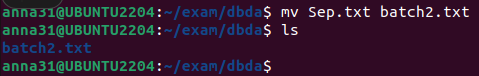 anna31@UBUNTU2204:~/exam/dbda$ mv Sep.txt batch2.txt
anna31@UBUNTU2204:~/exam/dbda$ ls
batch2.txt
anna31@UBUNTU2204:~/exam/dbda$